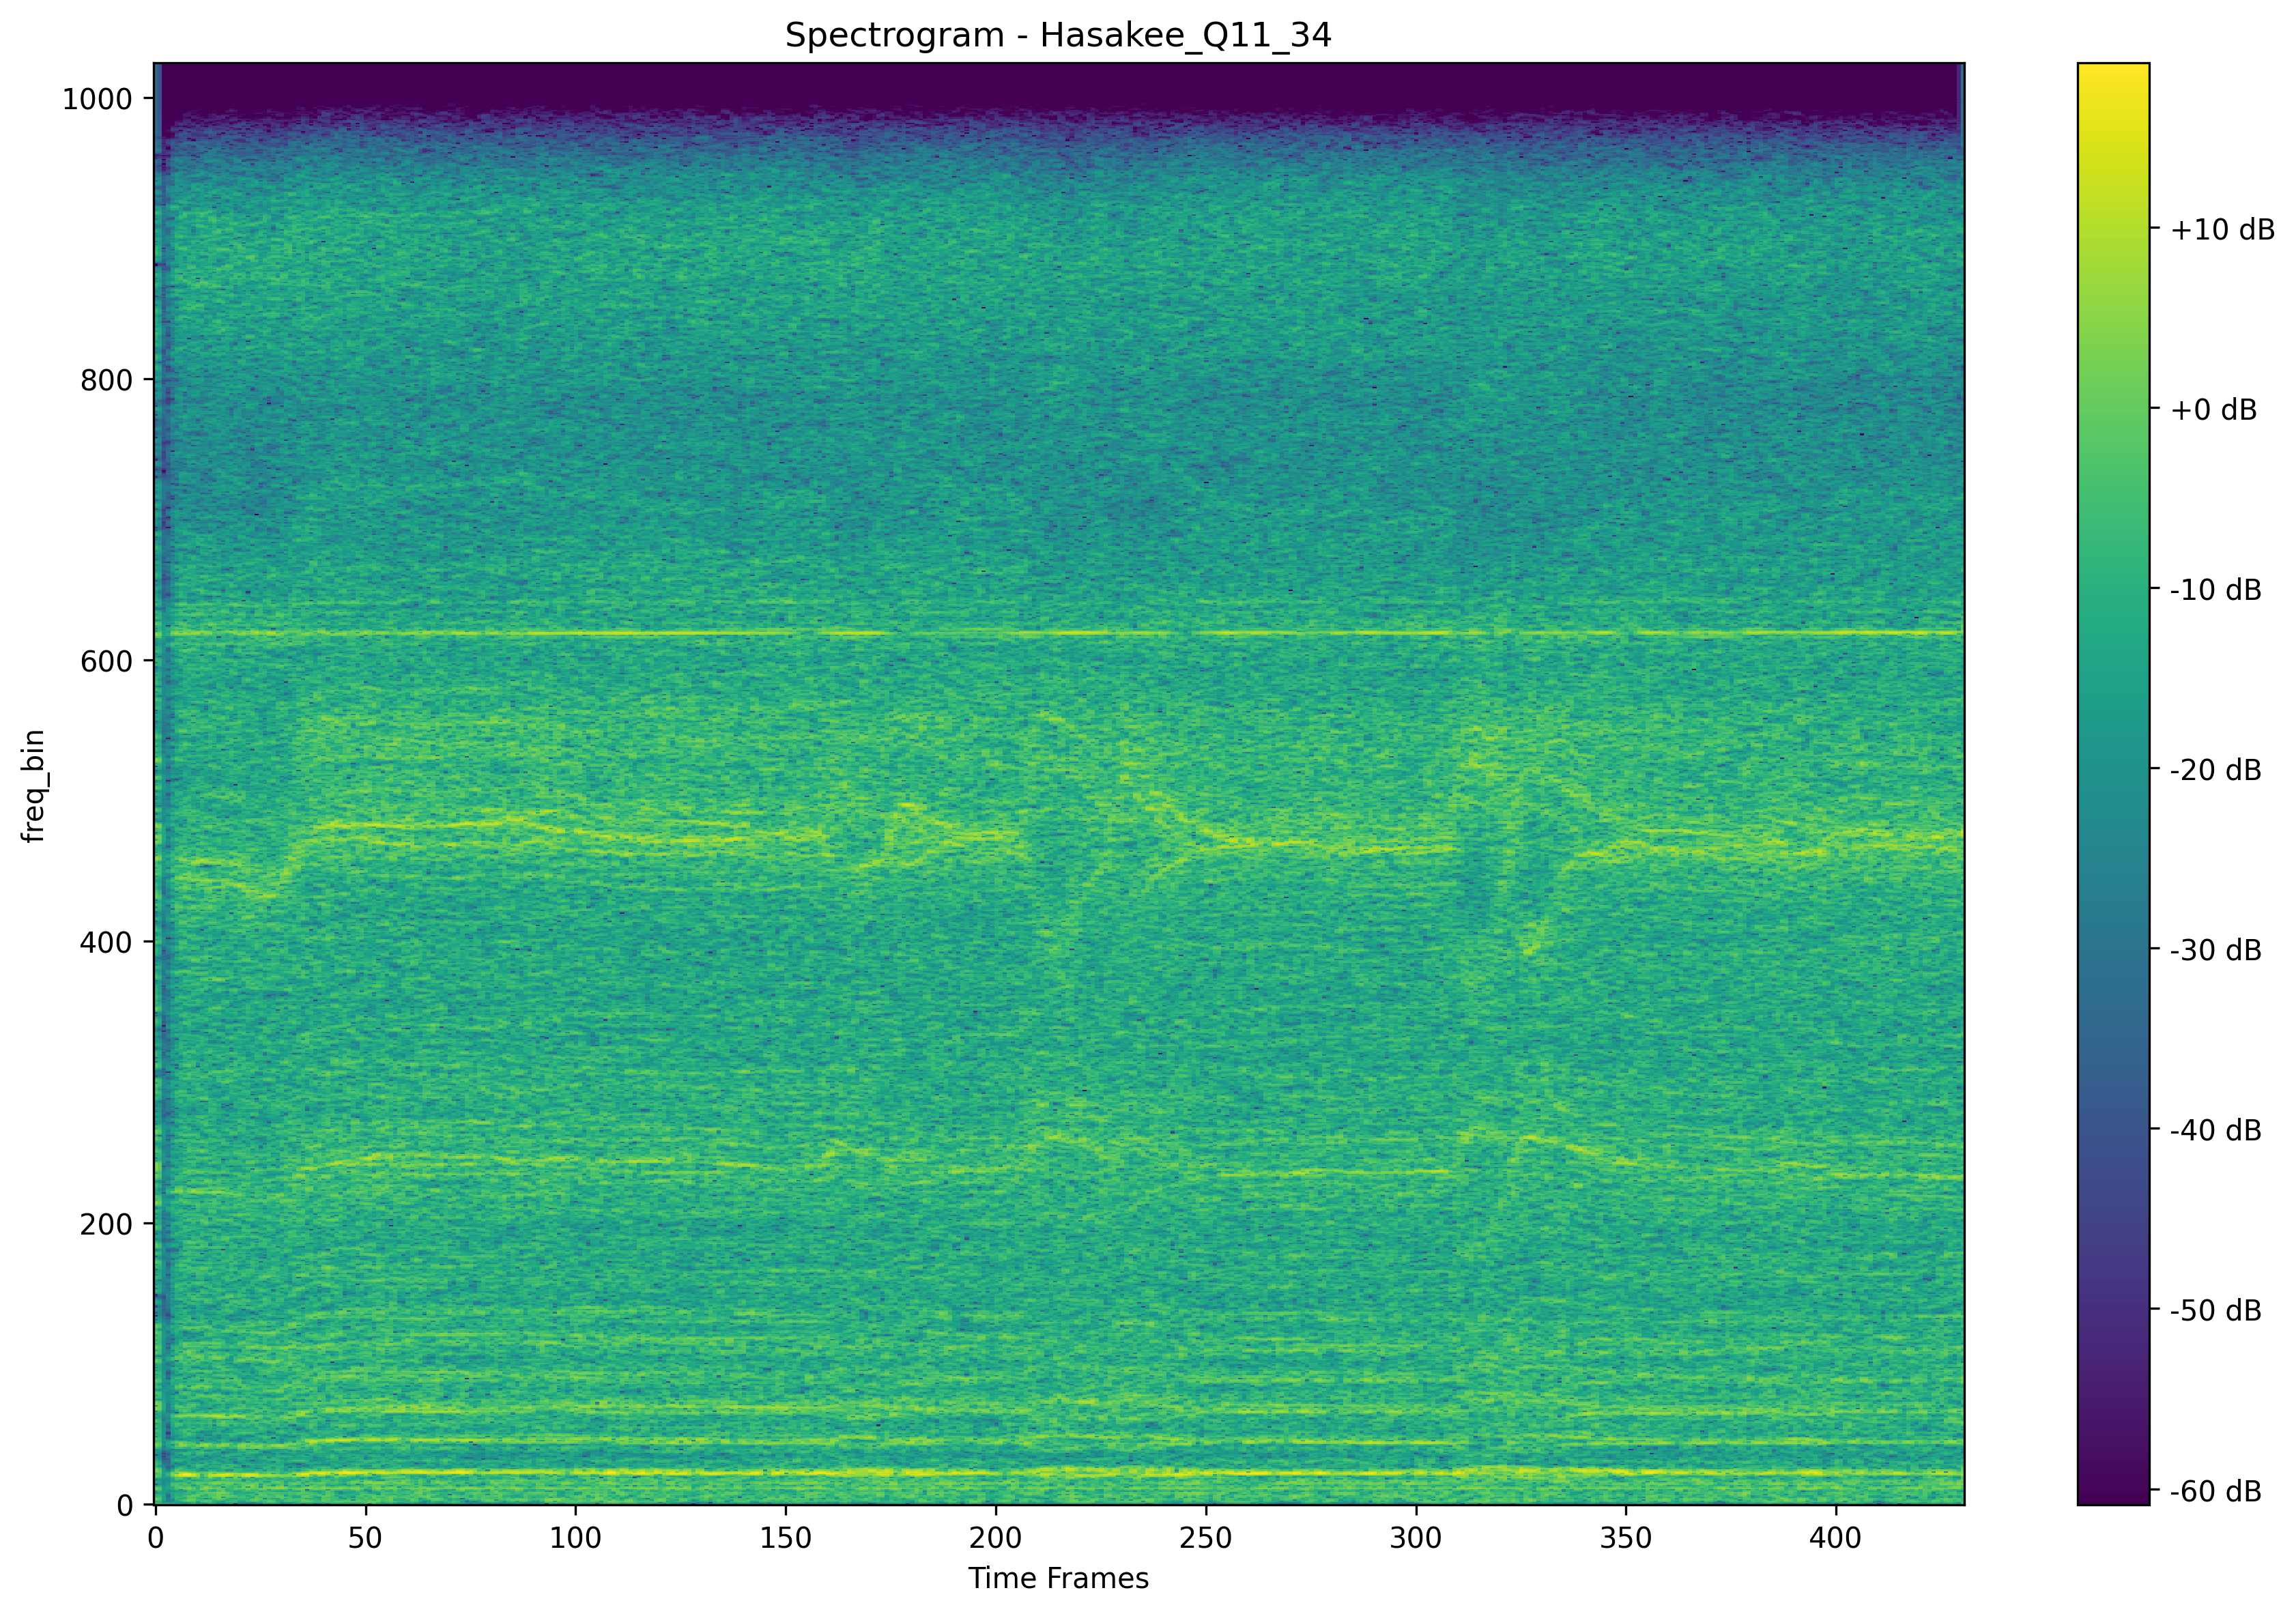 Spectrogram - Hasakee_Q11_34
1000
800
600
400
200
0
freq_bin
0 50 100 150 200 250 300 350 400
Time Frames
+10 dB
+0 dB
-10 dB
-20 dB
-30 dB
-40 dB
-50 dB
-60 dB